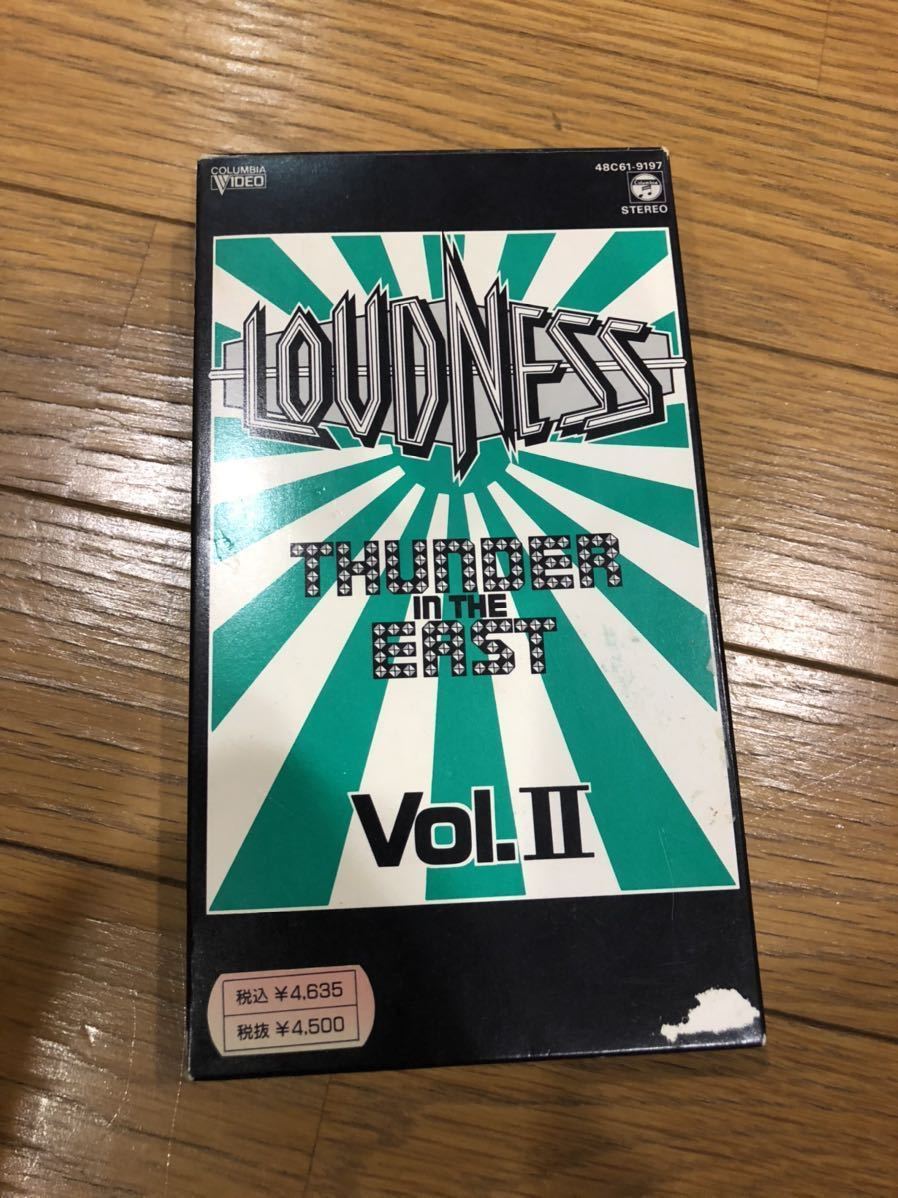 COLUMBIA
VIDEO
48C61-9197
Columbia
STEREO
LOUDNESS
THUNDER
IN THE
EAST
Vol.II
税込 ¥4,635
税抜 ¥4,500